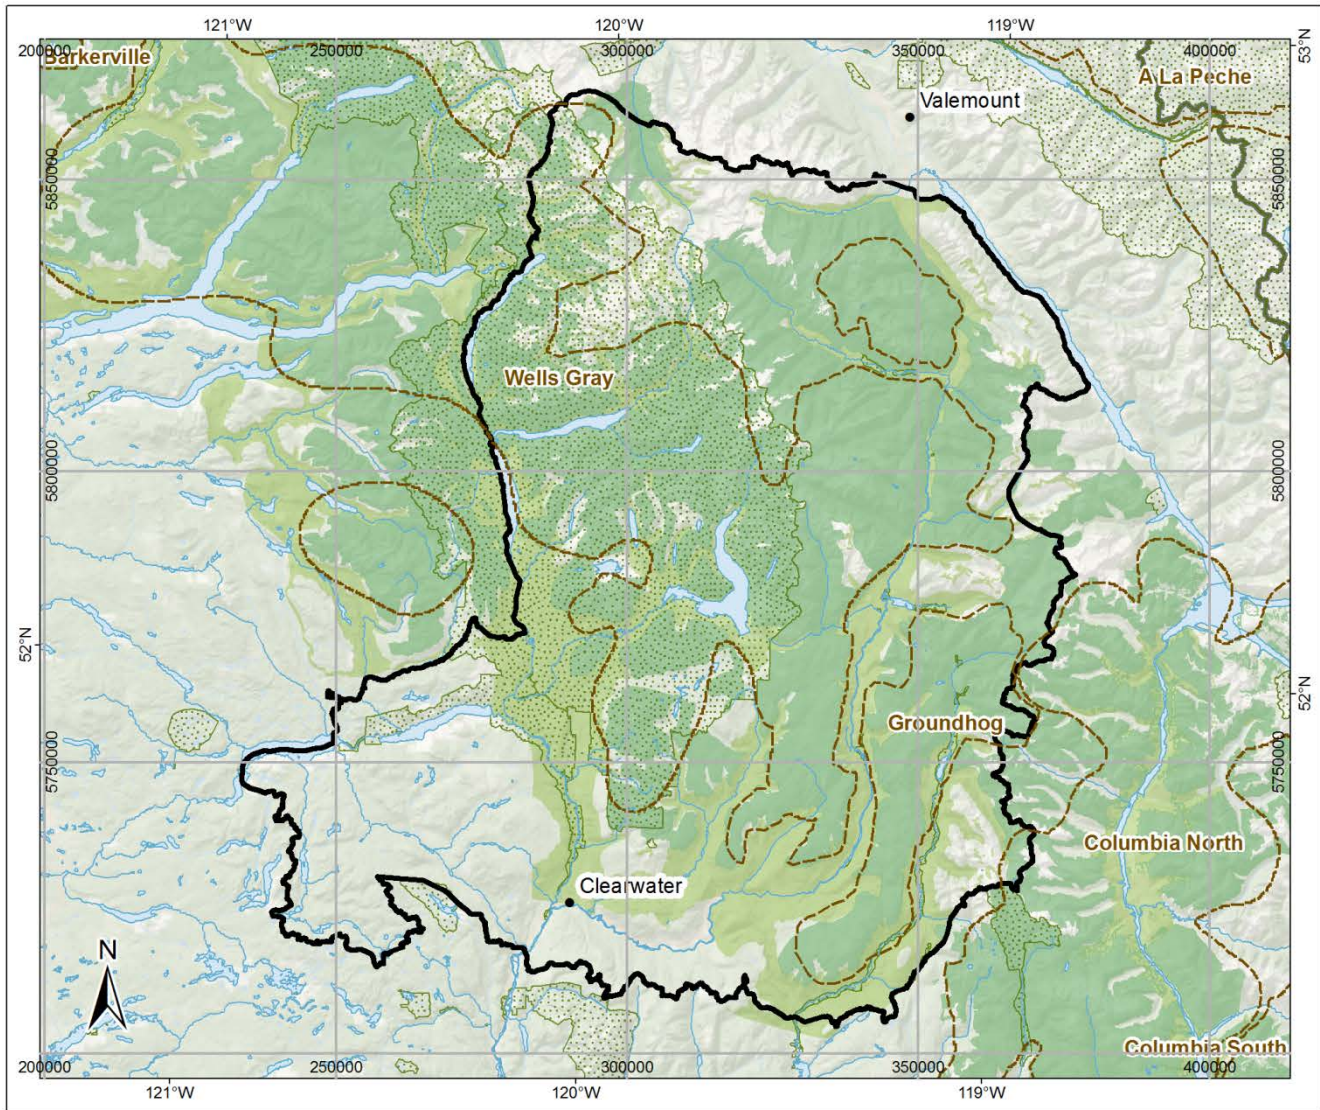 121°W 120°W 119°W
200000 250000 300000 350000 400000 53°N
Barkerville
A La Peche
Valemount
5850000 5850000
Wells Gray
5800000 5800000
52°N 52°N
Groundhog
5750000 5750000
Columbia North
Clearwater
N
Columbia South
200000 250000 300000 350000 400000
121°W 120°W 119°W